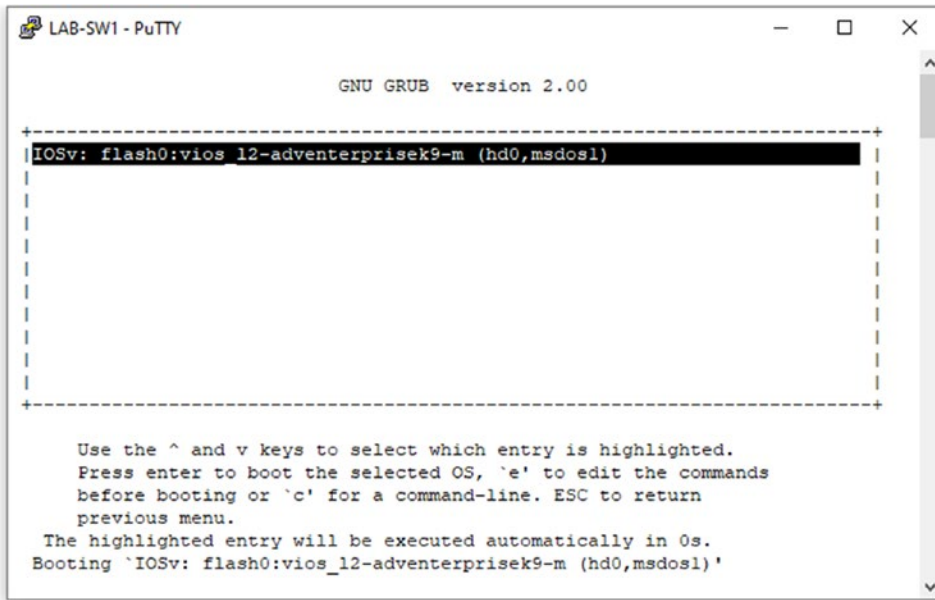 LAB-SW1 - PuTTY
GNU GRUB version 2.00
IOSv: flash0:vios_l2-adventerprisek9-m (hd0,msdos1)
Use the ^ and v keys to select which entry is highlighted.
Press enter to boot the selected OS, `e' to edit the commands
before booting or `c' for a command-line. ESC to return
previous menu.
The highlighted entry will be executed automatically in 0s.
Booting `IOSv: flash0:vios_l2-adventerprisek9-m (hd0,msdos1)'